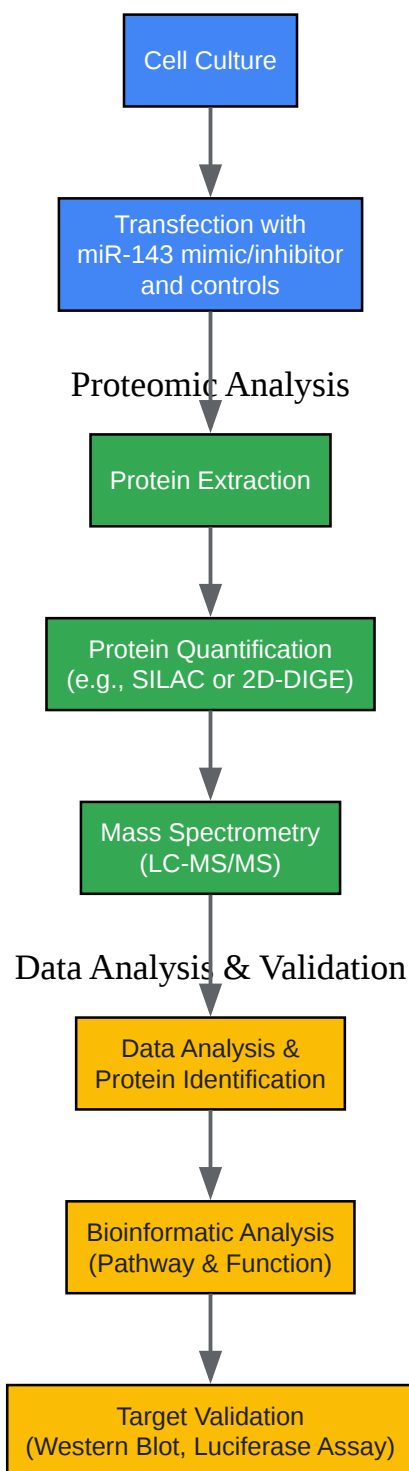 Cell Culture
Transfection with
miR-143 mimic/inhibitor
and controls
Proteomic Analysis
Protein Extraction
Protein Quantification
(e.g., SILAC or 2D-DIGE)
Mass Spectrometry
(LC-MS/MS)
Data Analysis & Validation
Data Analysis &
Protein Identification
Bioinformatic Analysis
(Pathway & Function)
Target Validation
(Western Blot, Luciferase Assay)